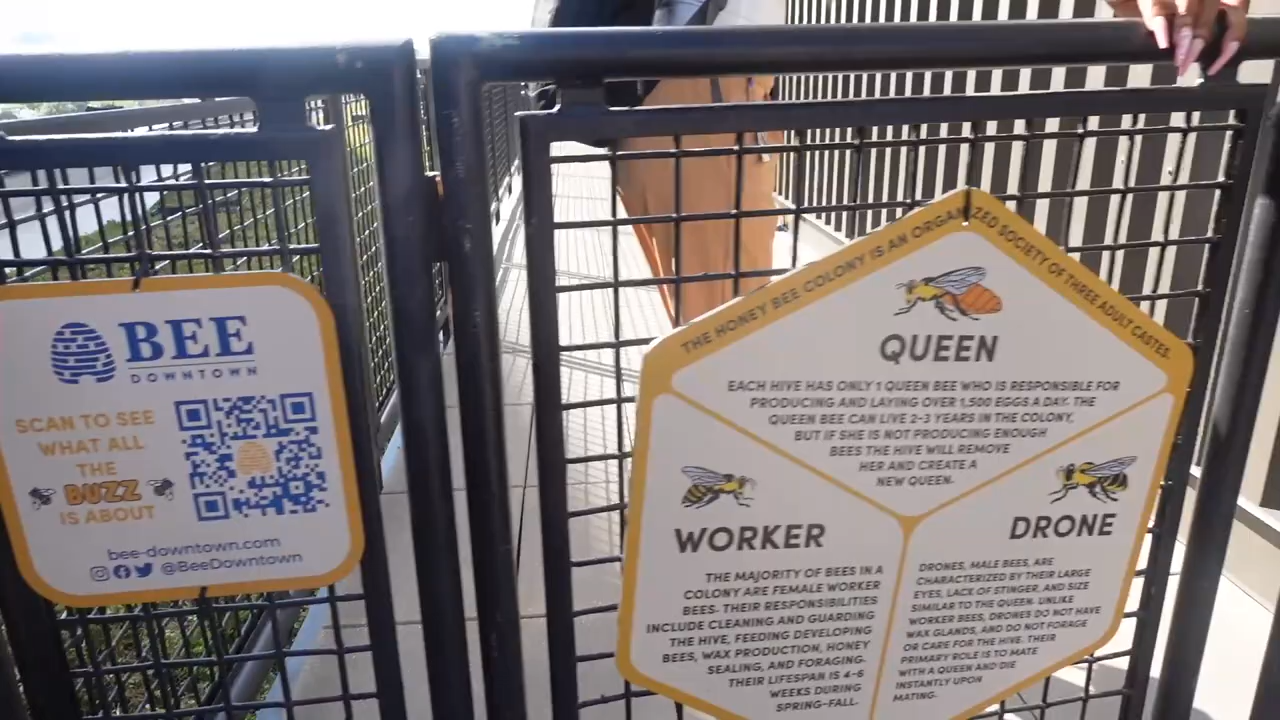 BEE
DOWNTOWN
SCAN TO SEE
WHAT ALL
THE
BUZZ
IS ABOUT
bee-downtown.com
@BeeDowntown
THE HONEY BEE COLONY IS AN ORGANIZED SOCIETY OF THREE ADULT CASTES.
QUEEN
EACH HIVE HAS ONLY 1 QUEEN BEE WHO IS RESPONSIBLE FOR
PRODUCING AND LAYING OVER 1,500 EGGS A DAY. THE
QUEEN BEE CAN LIVE 2-3 YEARS IN THE COLONY,
BUT IF SHE IS NOT PRODUCING ENOUGH
BEES THE HIVE WILL REMOVE
HER AND CREATE A
NEW QUEEN.
WORKER
THE MAJORITY OF BEES IN A
COLONY ARE FEMALE WORKER
BEES. THEIR RESPONSIBILITIES
INCLUDE CLEANING AND GUARDING
THE HIVE, FEEDING DEVELOPING
BEES, WAX PRODUCTION, HONEY
SEALING, AND FORAGING.
THEIR LIFESPAN IS 4-6
WEEKS DURING
SPRING-FALL.
DRONE
DRONES, MALE BEES, ARE
CHARACTERIZED BY THEIR LARGE
EYES, LACK OF STINGER, AND SIZE
SIMILAR TO THE QUEEN. UNLIKE
WORKER BEES, DRONES DO NOT HAVE
WAX GLANDS, AND DO NOT FORAGE
OR CARE FOR THE HIVE. THEIR
PRIMARY ROLE IS TO MATE
WITH A QUEEN AND DIE
INSTANTLY UPON
MATING.